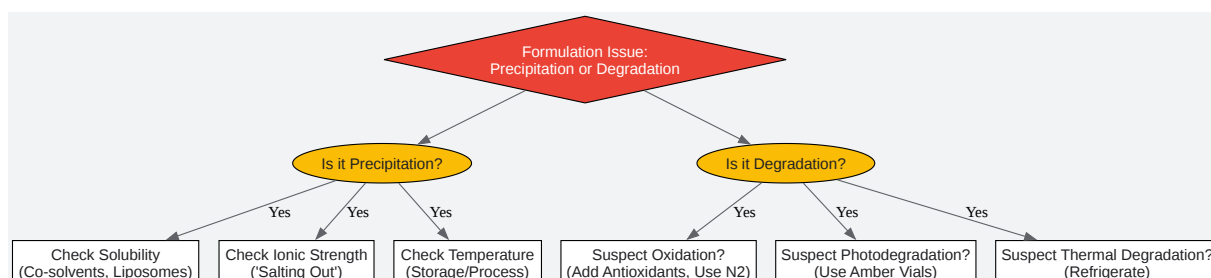 Formulation Issue:
Precipitation or Degradation
Is it Precipitation?
Is it Degradation?
Yes
Yes
Yes
Yes
Yes
Yes
Check Solubility
(Co-solvents, Liposomes)
Check Ionic Strength
('Salting Out')
Check Temperature
(Storage/Process)
Suspect Oxidation?
(Add Antioxidants, Use N2)
Suspect Photodegradation?
(Use Amber Vials)
Suspect Thermal Degradation?
(Refrigerate)